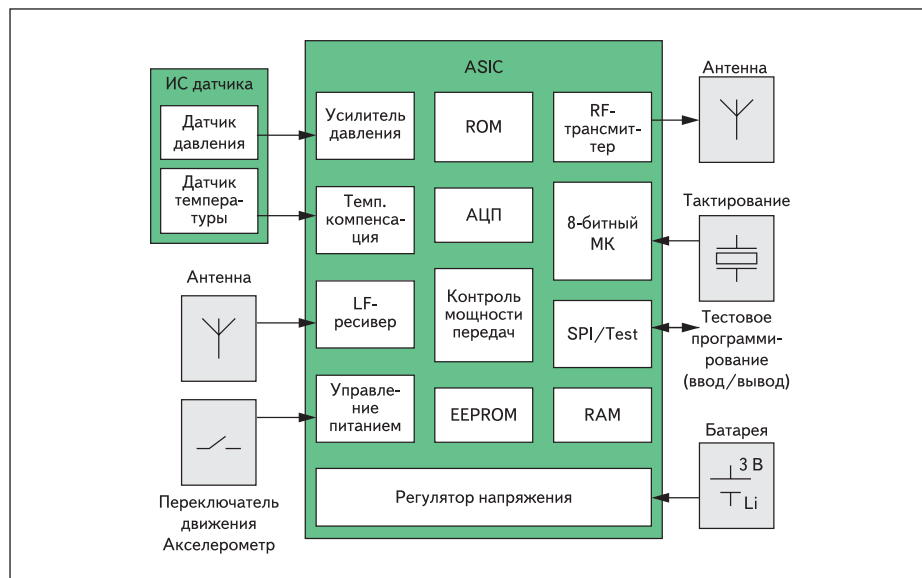 ASIC
ИС датчика
Датчик
давления
Датчик
температу-
ры
Антенна
Переключатель
движения
Акселерометр
Усилитель
давления
ROM
RF-
трансмит-
тер
Темп.
компенса-
ция
АЦП
8-битный
МК
LF-
ресивер
Контроль
мощности
передач
SPI/Test
Управле-
ние
питанием
EEPROM
RAM
Регулятор напряжения
Антенна
Тактирование
Тестовое
программи-
рование
(ввод/вывод)
Батарея
3 В
Li